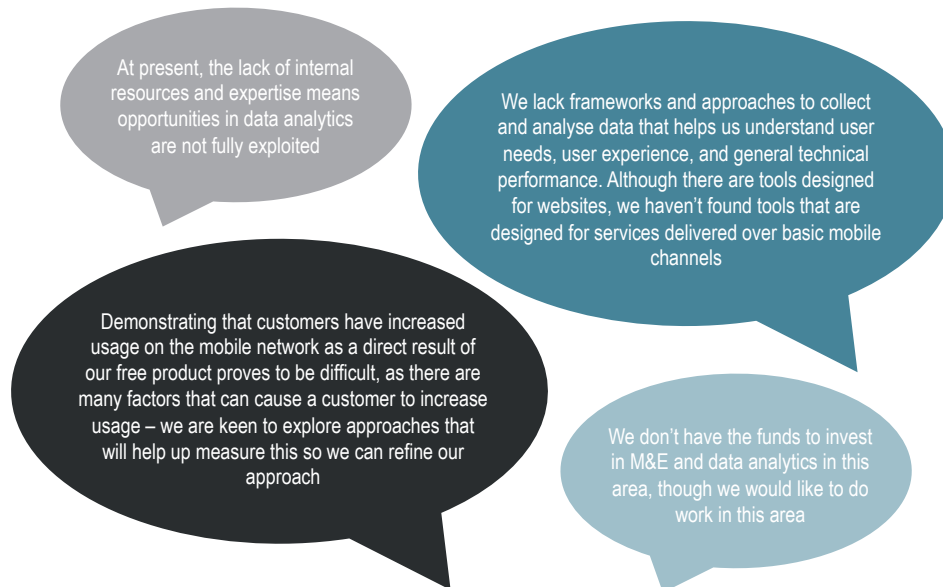 At present, the lack of internal
resources and expertise means
opportunities in data analytics
are not fully exploited
We lack frameworks and approaches to collect
and analyse data that helps us understand user
needs, user experience, and general technical
performance. Although there are tools designed
for websites, we haven’t found tools that are
designed for services delivered over basic mobile
channels
Demonstrating that customers have increased
usage on the mobile network as a direct result of
our free product proves to be difficult, as there are
many factors that can cause a customer to increase
usage – we are keen to explore approaches that
will help up measure this so we can refine our
approach
We don’t have the funds to invest
in M&E and data analytics in this
area, though we would like to do
work in this area